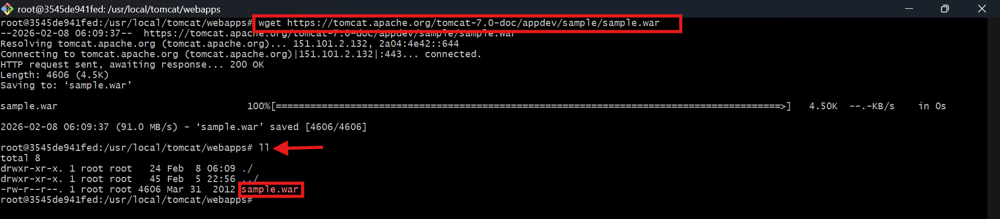 root@3545de941fed: /usr/local/tomcat/webapps
root@3545de941fed:/usr/local/tomcat/webapps# wget https://tomcat.apache.org/tomcat-7.0-doc/appdev/sample/sample.war
--2026-02-08 06:09:37--  https://tomcat.apache.org/tomcat-7.0-doc/appdev/sample/sample.war
Resolving tomcat.apache.org (tomcat.apache.org)... 151.101.2.132, 2a04:4e42::644
Connecting to tomcat.apache.org (tomcat.apache.org)|151.101.2.132|:443... connected.
HTTP request sent, awaiting response... 200 OK
Length: 4606 (4.5K)
Saving to: ‘sample.war’
sample.war 100%[=========================================================================================>] 4.50K --.-KB/s in 0s
2026-02-08 06:09:37 (91.0 MB/s) - ‘sample.war’ saved [4606/4606]
root@3545de941fed:/usr/local/tomcat/webapps# ll
total 8
drwxr-xr-x. 1 root root   24 Feb  8 06:09 ./
drwxr-xr-x. 1 root root   45 Feb  5 22:56 ../
-rw-r--r--. 1 root root 4606 Mar 31  2012 sample.war
root@3545de941fed:/usr/local/tomcat/webapps#